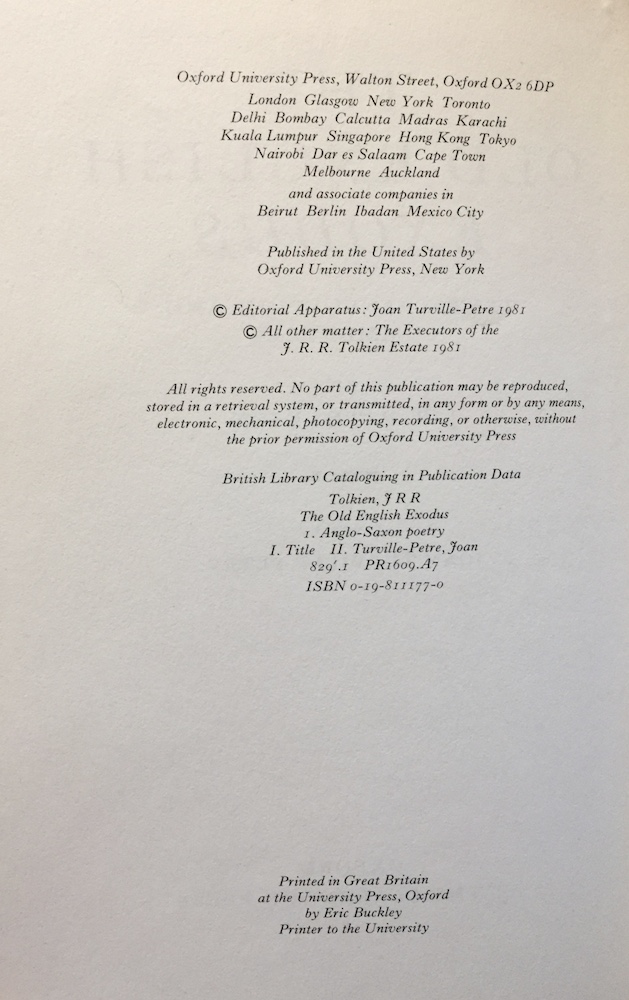 Oxford University Press, Walton Street, Oxford OX2 6DP
London Glasgow New York Toronto
Delhi Bombay Calcutta Madras Karachi
Kuala Lumpur Singapore Hong Kong Tokyo
Nairobi Dar es Salaam Cape Town
Melbourne Auckland
and associate companies in
Beirut Berlin Ibadan Mexico City
Published in the United States by
Oxford University Press, New York
© Editorial Apparatus: Joan Turville-Petre 1981
© All other matter: The Executors of the
J. R. R. Tolkien Estate 1981
All rights reserved. No part of this publication may be reproduced,
stored in a retrieval system, or transmitted, in any form or by any means,
electronic, mechanical, photocopying, recording, or otherwise, without
the prior permission of Oxford University Press
British Library Cataloguing in Publication Data
Tolkien, J R R
The Old English Exodus
1. Anglo-Saxon poetry
I. Title II. Turville-Petre, Joan
829'.1 PR1609.A7
ISBN 0-19-811177-0
Printed in Great Britain
at the University Press, Oxford
by Eric Buckley
Printer to the University